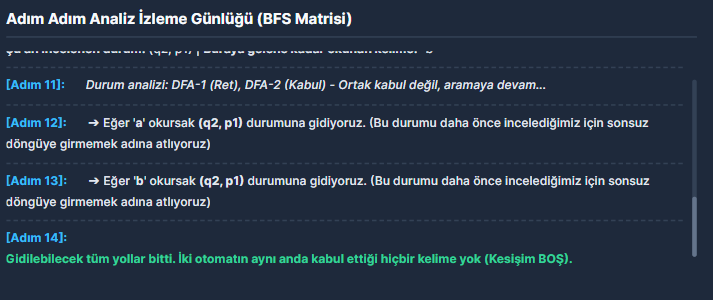 Adım Adım Analiz İzleme Günlüğü (BFS Matrisi)
[Adım 11]: Durum analizi: DFA-1 (Ret), DFA-2 (Kabul) - Ortak kabul değil, aramaya devam...
[Adım 12]: ➔ Eğer 'a' okursak (q2, p1) durumuna gidiyoruz. (Bu durumu daha önce incelediğimiz için sonsuz
döngüye girmemek adına atlıyoruz)
[Adım 13]: ➔ Eğer 'b' okursak (q2, p1) durumuna gidiyoruz. (Bu durumu daha önce incelediğimiz için sonsuz
döngüye girmemek adına atlıyoruz)
[Adım 14]:
Gidilebilecek tüm yollar bitti. İki otomatın aynı anda kabul ettiği hiçbir kelime yok (Kesişim BOŞ).